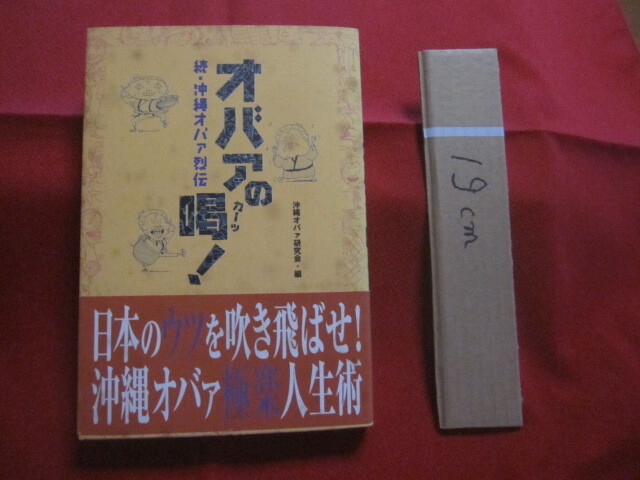 オバァの喝!
カーッ
続・沖縄オバァ烈伝
沖縄オバァ研究会・編
日本のウツを吹き飛ばせ!
沖縄オバァ極楽人生術
19cm